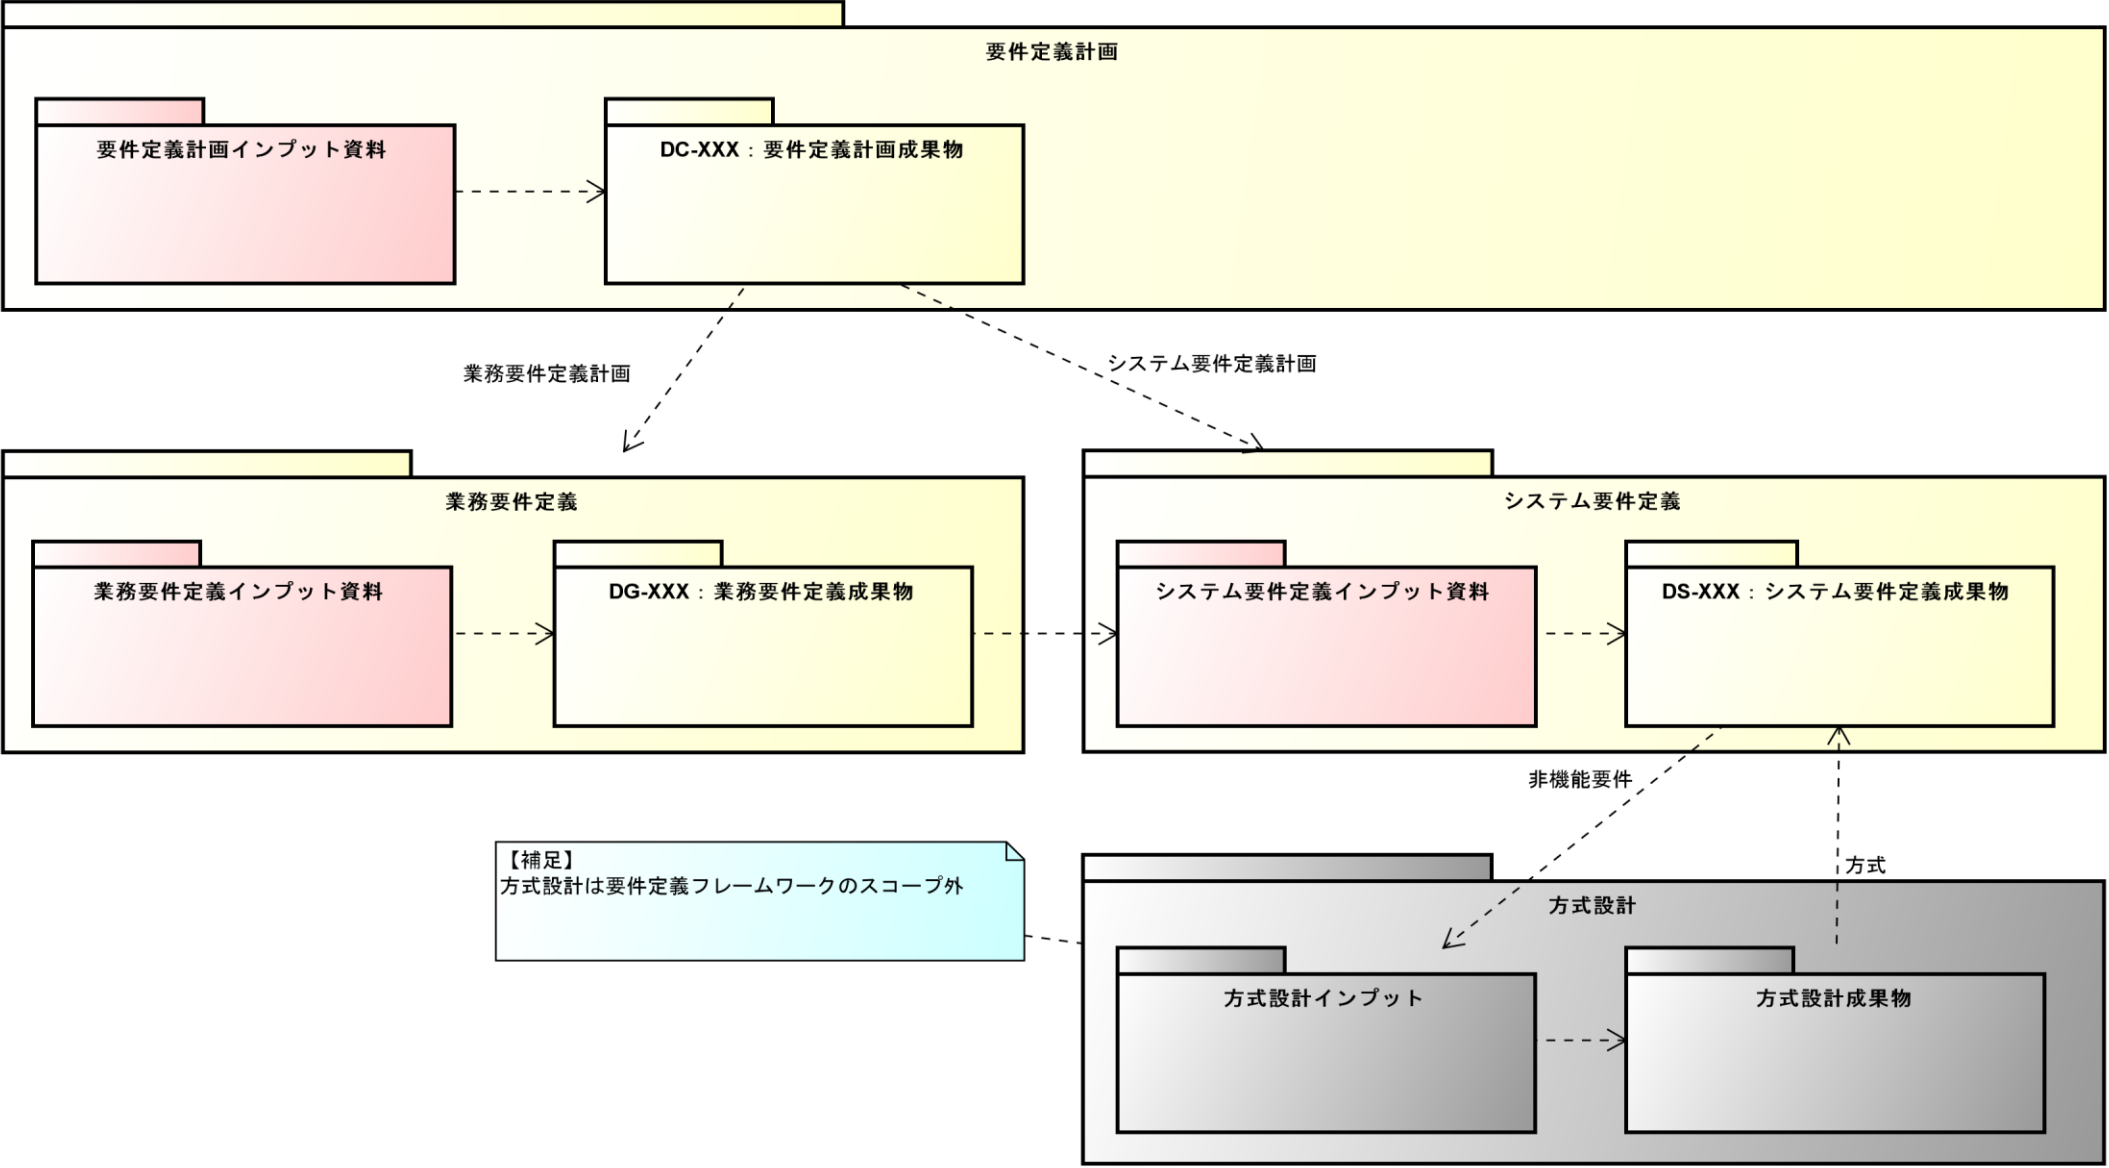 要件定義計画
要件定義計画インプット資料
DC-XXX：要件定義計画成果物
業務要件定義計画
システム要件定義計画
業務要件定義
業務要件定義インプット資料
DG-XXX：業務要件定義成果物
システム要件定義
システム要件定義インプット資料
DS-XXX：システム要件定義成果物
非機能要件
方式
【補足】
方式設計は要件定義フレームワークのスコープ外
方式設計
方式設計インプット
方式設計成果物